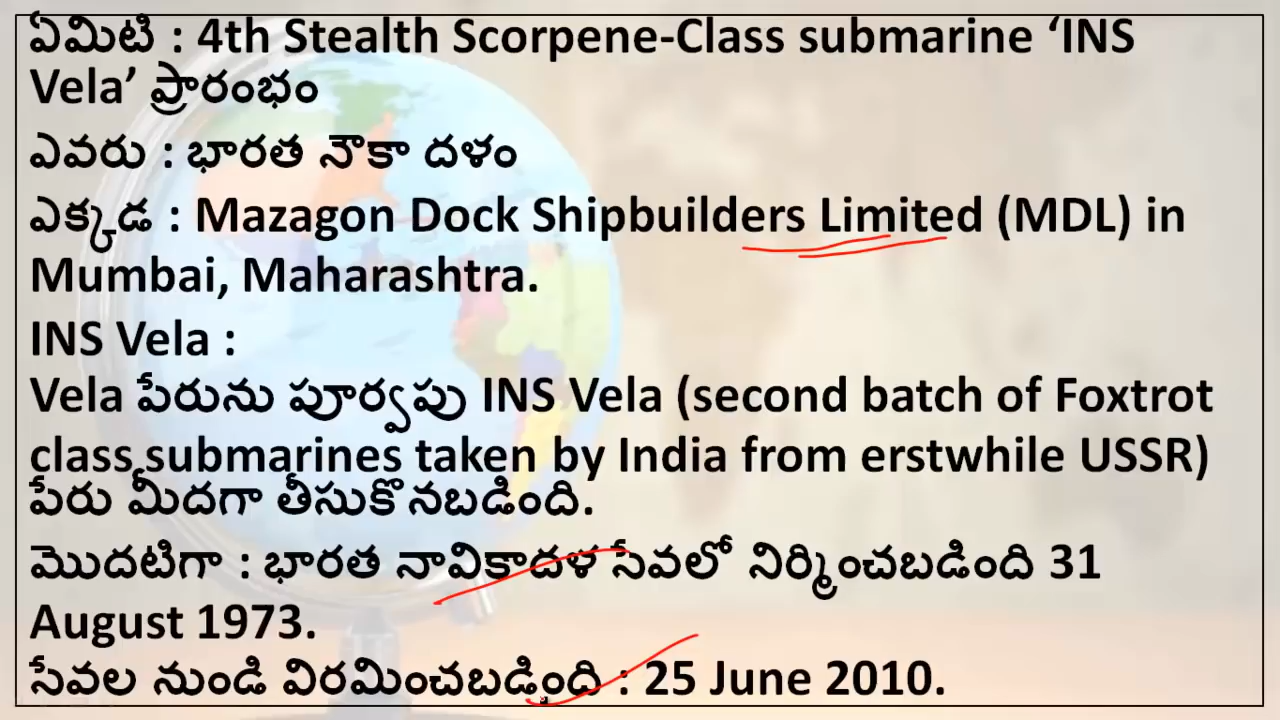 ఏమిటి : 4th Stealth Scorpene-Class submarine ‘INS
Vela’ ప్రారంభం
ఎవరు : భారత నౌకా దళం
ఎక్కడ : Mazagon Dock Shipbuilders Limited (MDL) in
Mumbai, Maharashtra.
INS Vela :
Vela పేరును పూర్వపు INS Vela (second batch of Foxtrot
class submarines taken by India from erstwhile USSR)
పేరు మీదగా తీసుకొనబడింది.
మొదటిగా : భారత నావికాదళ సేవలో నిర్మించబడింది 31
August 1973.
సేవల నుండి విరమించబడింది : 25 June 2010.